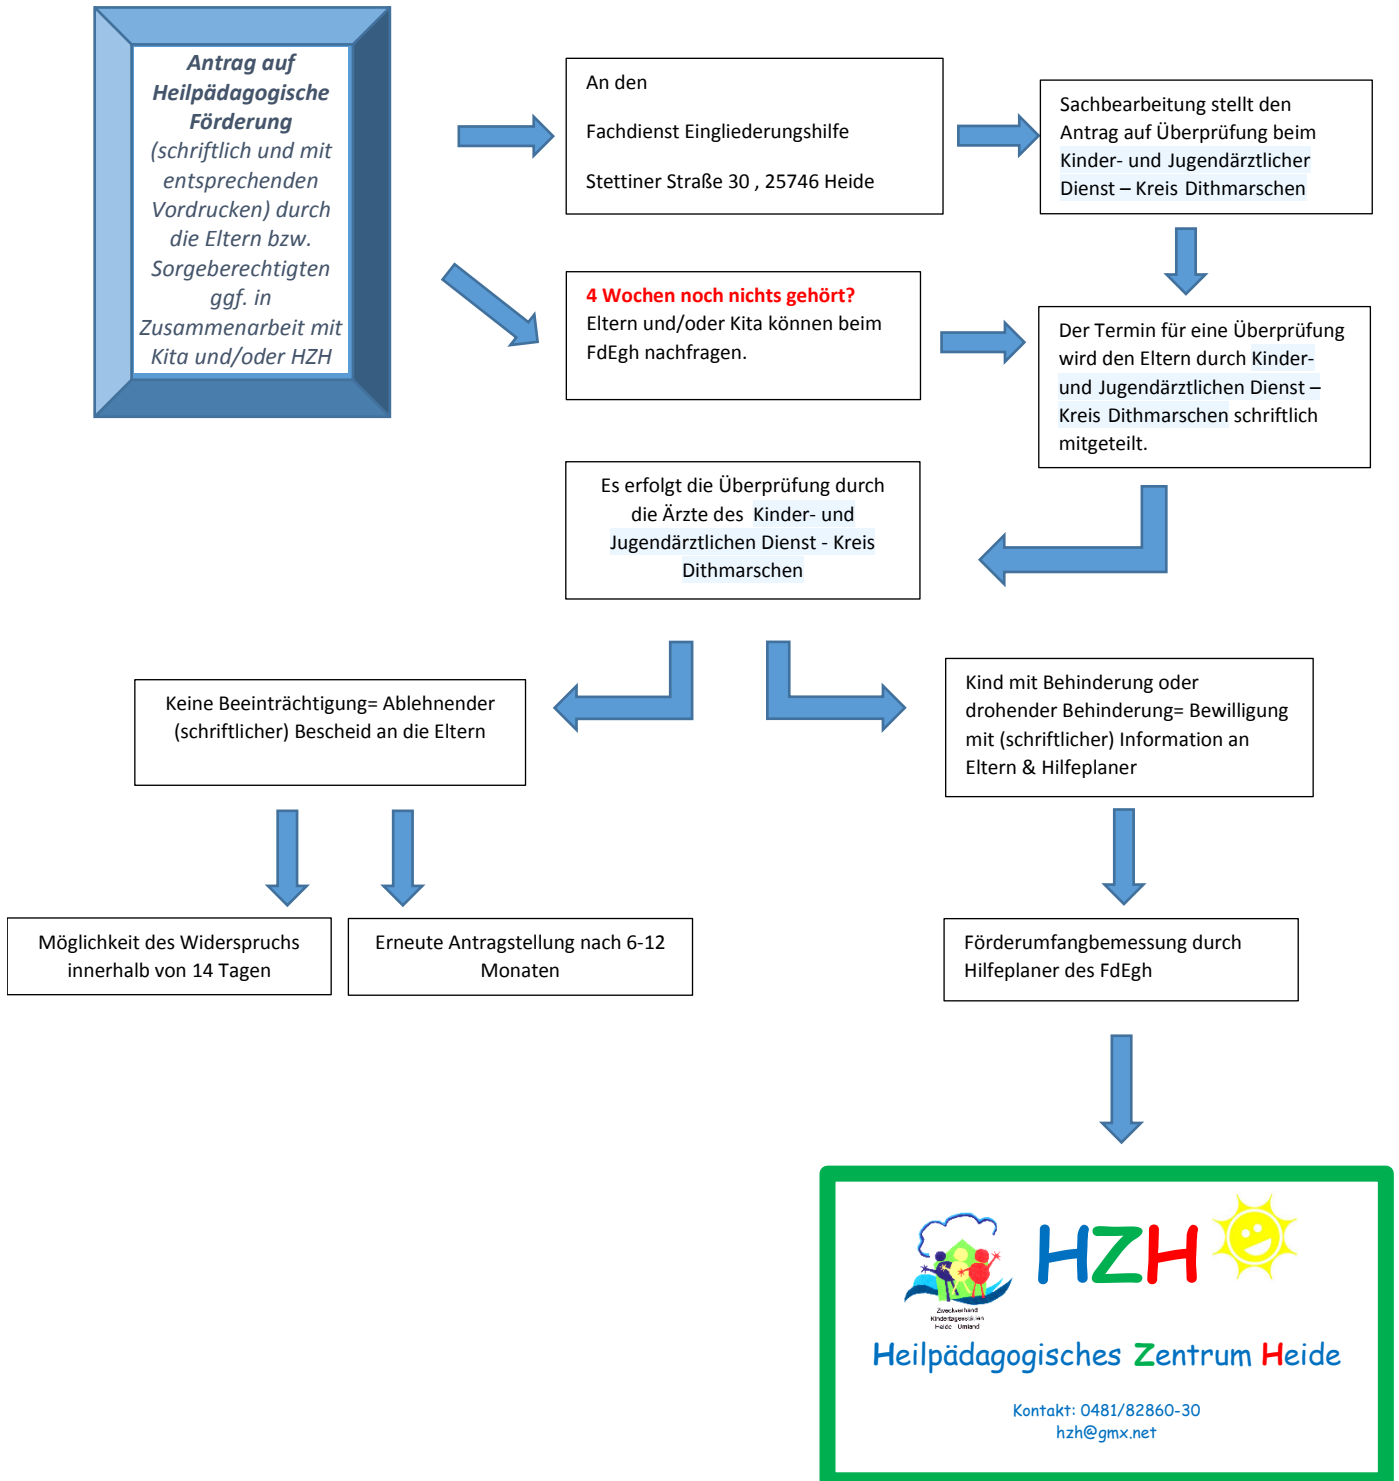 Antrag auf
Heilpädagogische
Förderung
(schriftlich und mit
entsprechenden
Vordrucken) durch
die Eltern bzw.
Sorgeberechtigten
ggf. in
Zusammenarbeit mit
Kita und/oder HZH
An den
Fachdienst Eingliederungshilfe
Stettiner Straße 30 , 25746 Heide
Sachbearbeitung stellt den
Antrag auf Überprüfung beim
Kinder- und Jugendärztlicher
Dienst – Kreis Dithmarschen
4 Wochen noch nichts gehört?
Eltern und/oder Kita können beim
FdEgh nachfragen.
Der Termin für eine Überprüfung
wird den Eltern durch Kinder-
und Jugendärztlichen Dienst –
Kreis Dithmarschen schriftlich
mitgeteilt.
Es erfolgt die Überprüfung durch
die Ärzte des Kinder- und
Jugendärztlichen Dienst - Kreis
Dithmarschen
Keine Beeinträchtigung= Ablehnender
(schriftlicher) Bescheid an die Eltern
Kind mit Behinderung oder
drohender Behinderung= Bewilligung
mit (schriftlicher) Information an
Eltern & Hilfeplaner
Möglichkeit des Widerspruchs
innerhalb von 14 Tagen
Erneute Antragstellung nach 6-12
Monaten
Förderumfangbemessung durch
Hilfeplaner des FdEgh
HZH
Zweckverband
Kindertagesstätten
Heide - Umland
Heilpädagogisches Zentrum Heide
Kontakt: 0481/82860-30
hzh@gmx.net